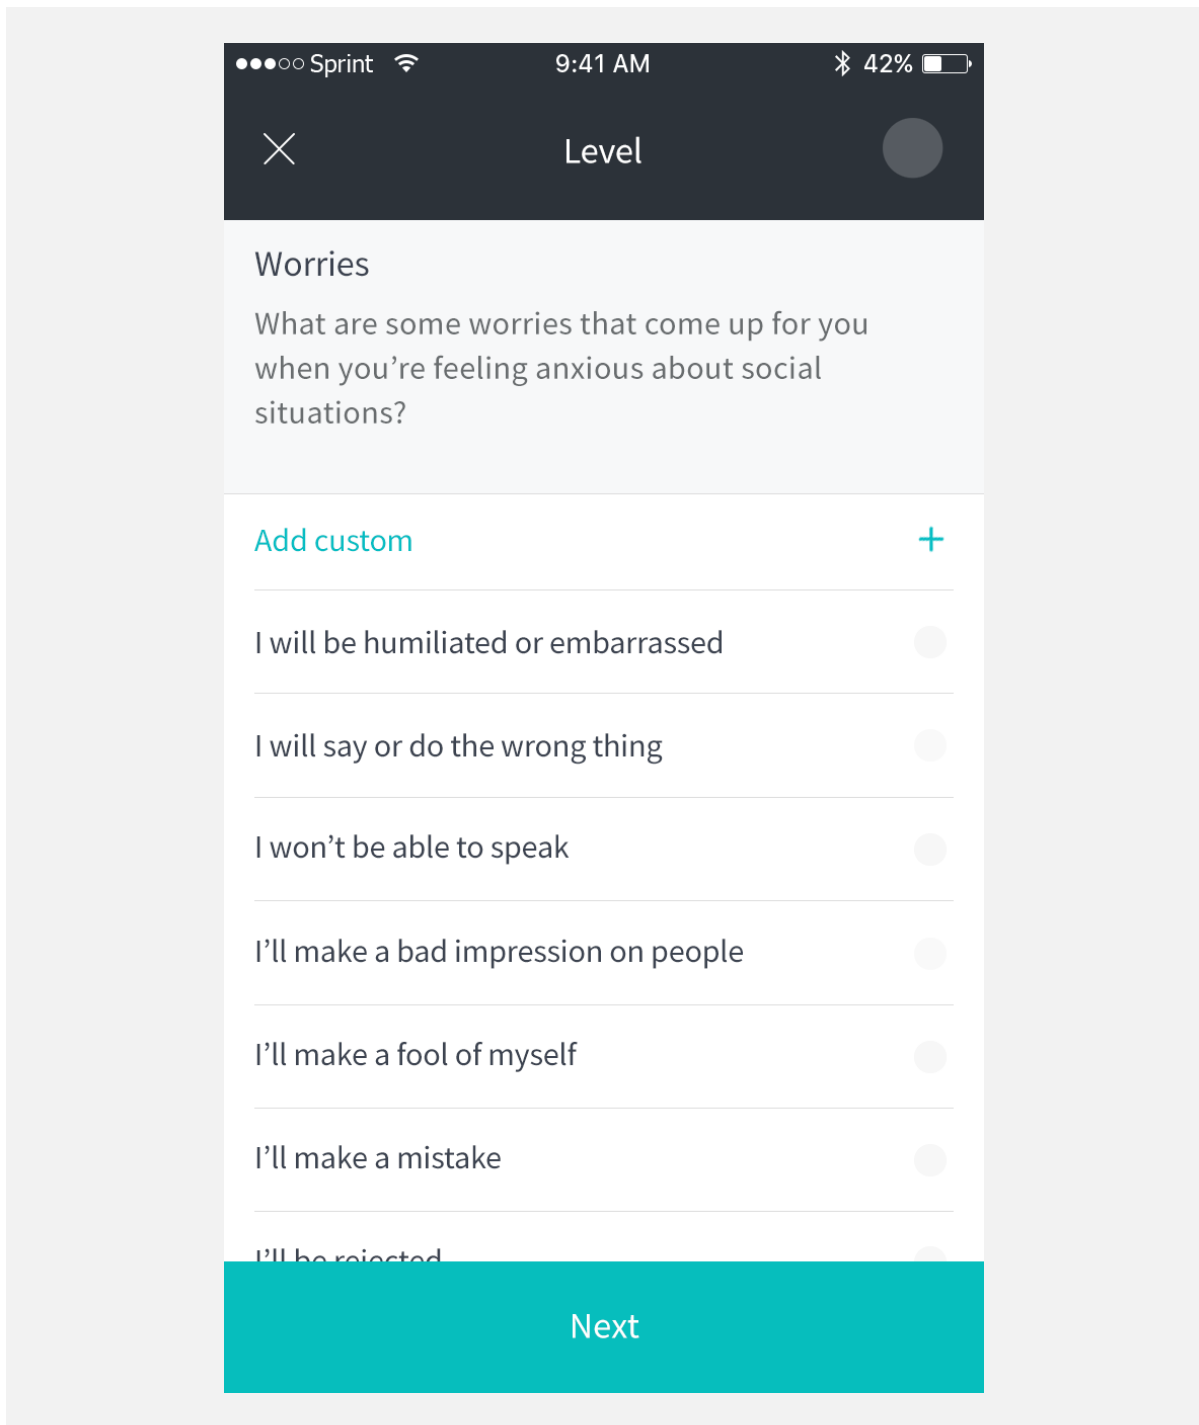 Sprint 9:41 AM 42%
Level
Worries
What are some worries that come up for you
when you’re feeling anxious about social
situations?
Add custom +
I will be humiliated or embarrassed
I will say or do the wrong thing
I won’t be able to speak
I’ll make a bad impression on people
I’ll make a fool of myself
I’ll make a mistake
I’ll be rejected
Next